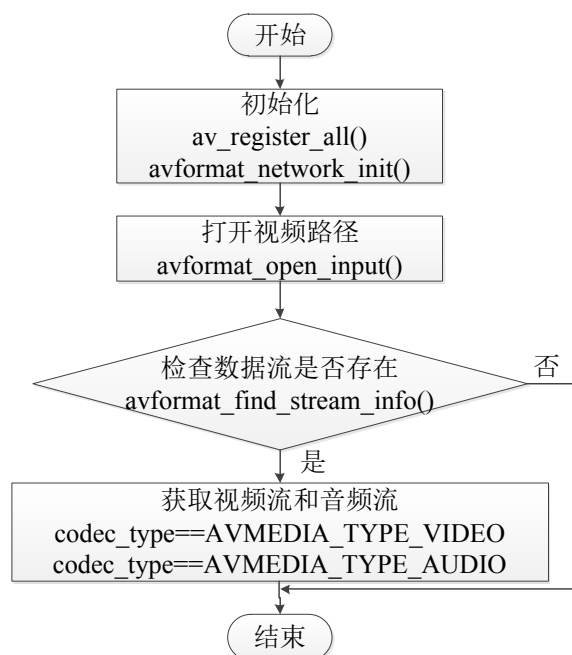 开始
初始化
av_register_all()
avformat_network_init()
打开视频路径
avformat_open_input()
检查数据流是否存在
avformat_find_stream_info()
否
是
获取视频流和音频流
codec_type==AVMEDIA_TYPE_VIDEO
codec_type==AVMEDIA_TYPE_AUDIO
结束